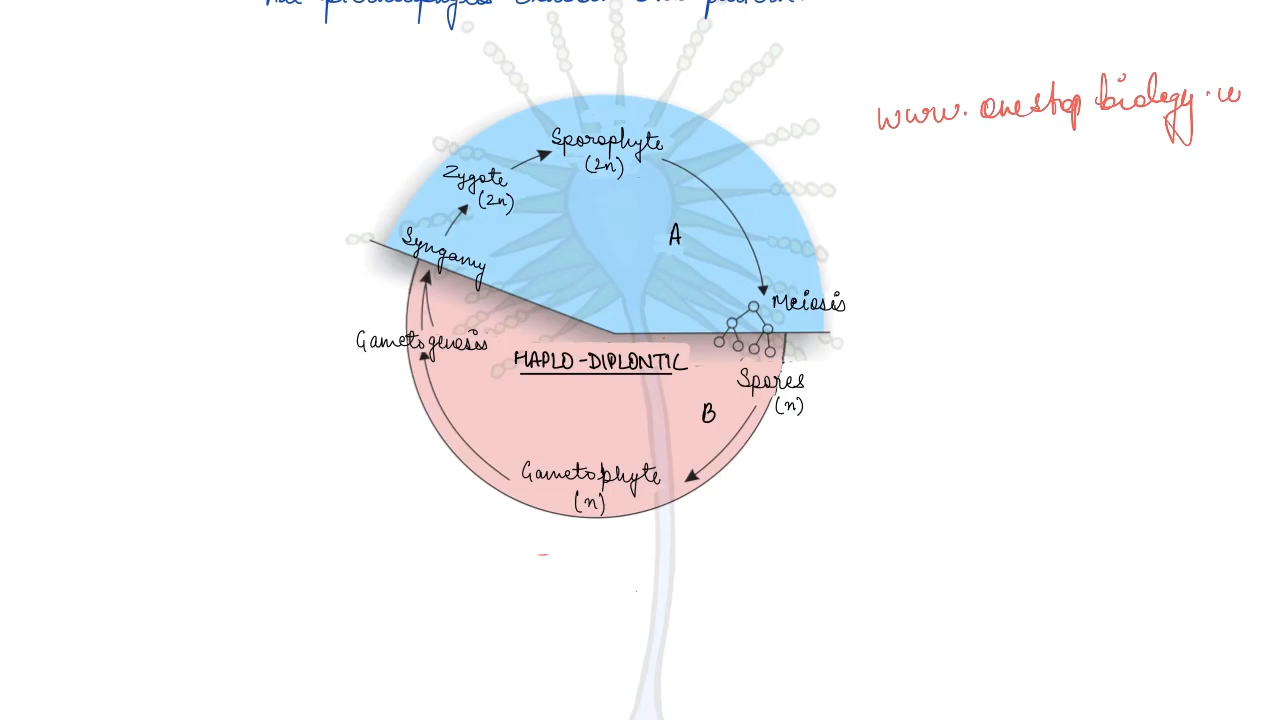 www.onestopbiology.
Sporophyte
(2n)
Zygote
(2n)
A
Syngamy
Meiosis
Gametogenesis
HAPLO-DIPLONTIC
Spores
(n)
B
Gametophyte
(n)